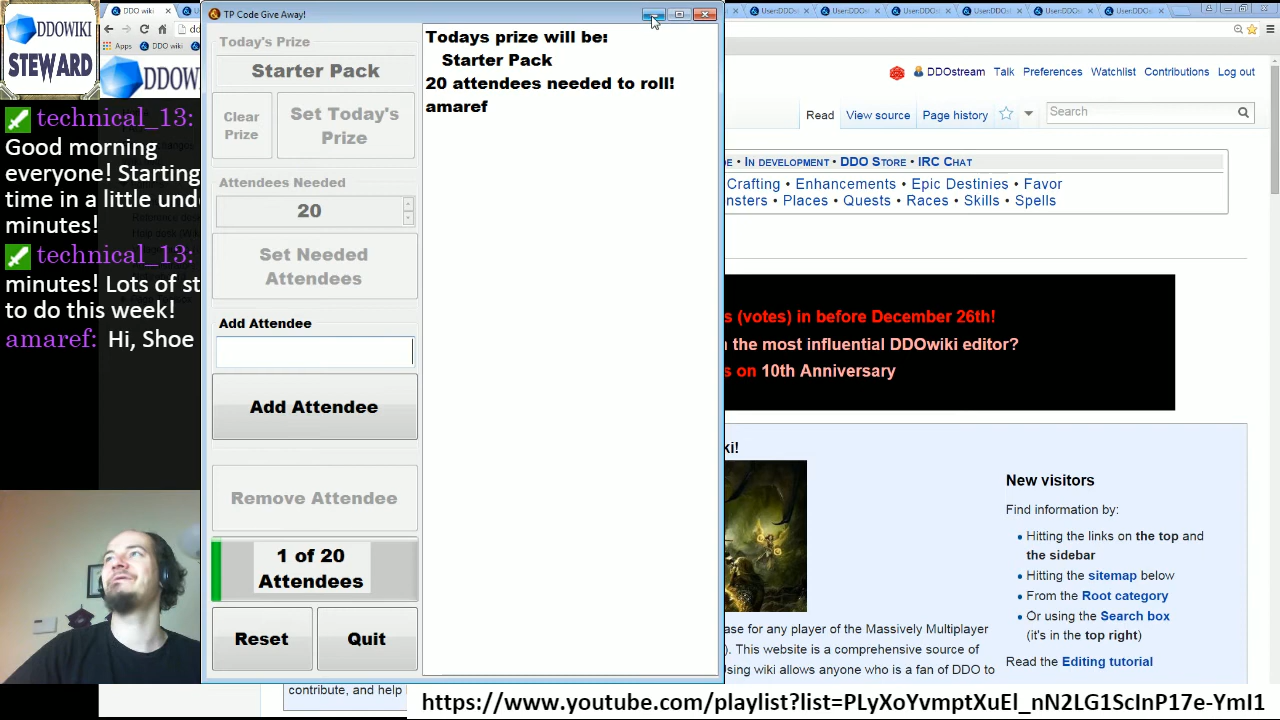 DDOWIKI
STEWARD
technical_13:
Good morning
everyone! Starting
time in a little und
minutes!
technical_13:
minutes! Lots of st
to do this week!
amaref: Hi, Shoe
TP Code Give Away!
Today's Prize
Starter Pack
Clear
Prize
Set Today's
Prize
Attendees Needed
20
Set Needed
Attendees
Add Attendee
Add Attendee
Remove Attendee
1 of 20
Attendees
Reset
Quit
Todays prize will be:
Starter Pack
20 attendees needed to roll!
amaref
DDO wiki
Apps
DDO wiki
DDOW
DDOstream Talk Preferences Watchlist Contributions Log out
Read View source Page history
Search
• In development • DDO Store • IRC Chat
Crafting • Enhancements • Epic Destinies • Favor
nsters • Places • Quests • Races • Skills • Spells
s (votes) in before December 26th!
n the most influential DDOwiki editor?
s on 10th Anniversary
ki!
New visitors
Find information by:
• Hitting the links on the top and
the sidebar
• Hitting the sitemap below
• From the Root category
• Or using the Search box
(it's in the top right)
Read the Editing tutorial
ase for any player of the Massively Multiplayer
). This website is a comprehensive source of
Using wiki allows anyone who is a fan of DDO to
contribute, and help
https://www.youtube.com/playlist?list=PLyXoYvmptXuEl_nN2LG1ScInP17e-YmI1